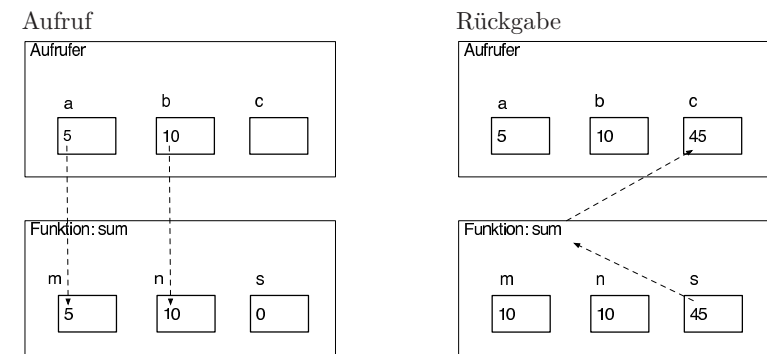 Aufruf
Aufrufer
a b c
5 10
Funktion: sum
m n s
5 10 0
Rückgabe
Aufrufer
a b c
5 10 45
Funktion: sum
m n s
10 10 45